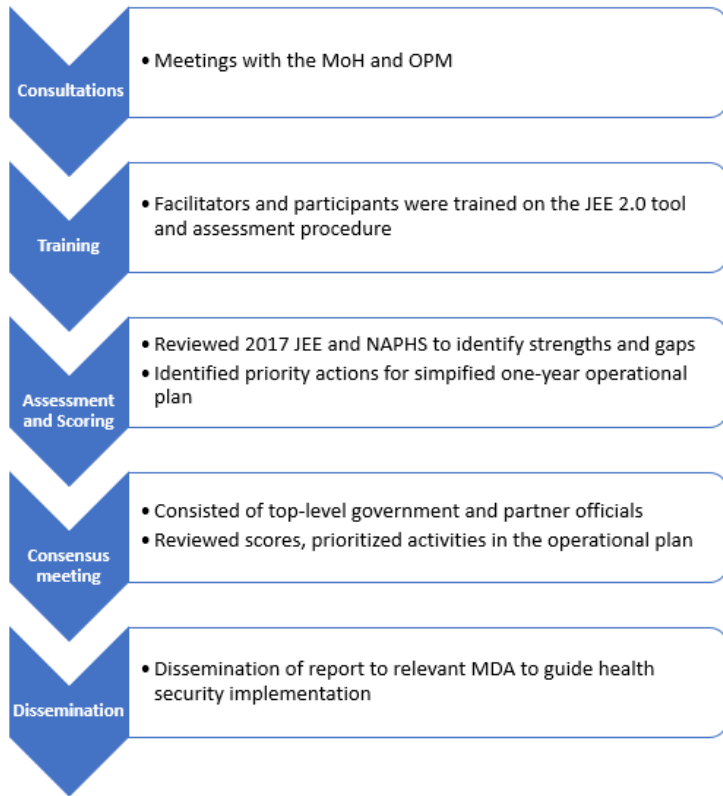 Consultations
• Meetings with the MoH and OPM
Training
• Facilitators and participants were trained on the JEE 2.0 tool
and assessment procedure
Assessment
and Scoring
• Reviewed 2017 JEE and NAPHS to identify strengths and gaps
• Identified priority actions for simpified one-year operational
plan
Consensus
meeting
• Consisted of top-level government and partner officials
• Reviewed scores, prioritized activities in the operational plan
Dissemination
• Dissemination of report to relevant MDA to guide health
security implementation